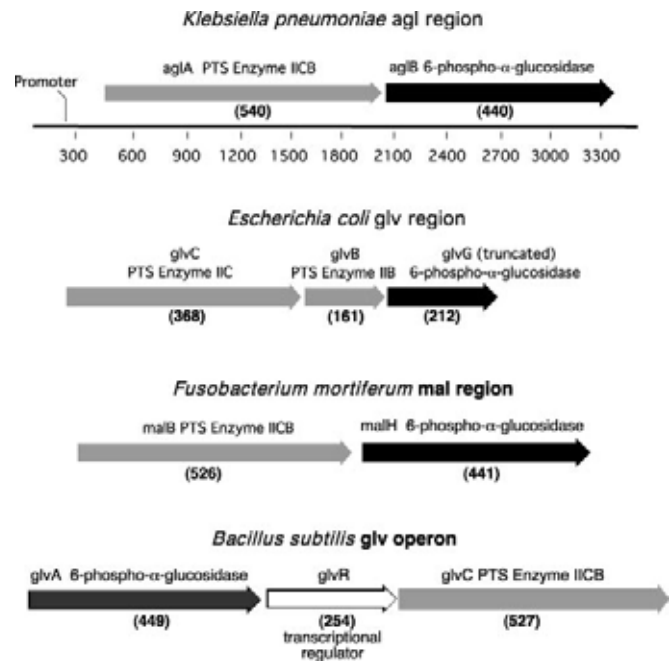 Klebsiella pneumoniae agl region
aglA PTS Enzyme IICB
aglB 6-phospho-α-glucosidase
Promoter
(540)
(440)
300 600 900 1200 1500 1800 2100 2400 2700 3000 3300
Escherichia coli glv region
glvC
PTS Enzyme IIC
glvB
PTS Enzyme IIB
glvG (truncated)
6-phospho-α-glucosidase
(368)
(161)
(212)
Fusobacterium mortiferum mal region
malB PTS Enzyme IICB
malH 6-phospho-α-glucosidase
(526)
(441)
Bacillus subtilis glv operon
glvA 6-phospho-α-glucosidase
glvR
glvC PTS Enzyme IICB
(449)
(254)
transcriptional
regulator
(527)